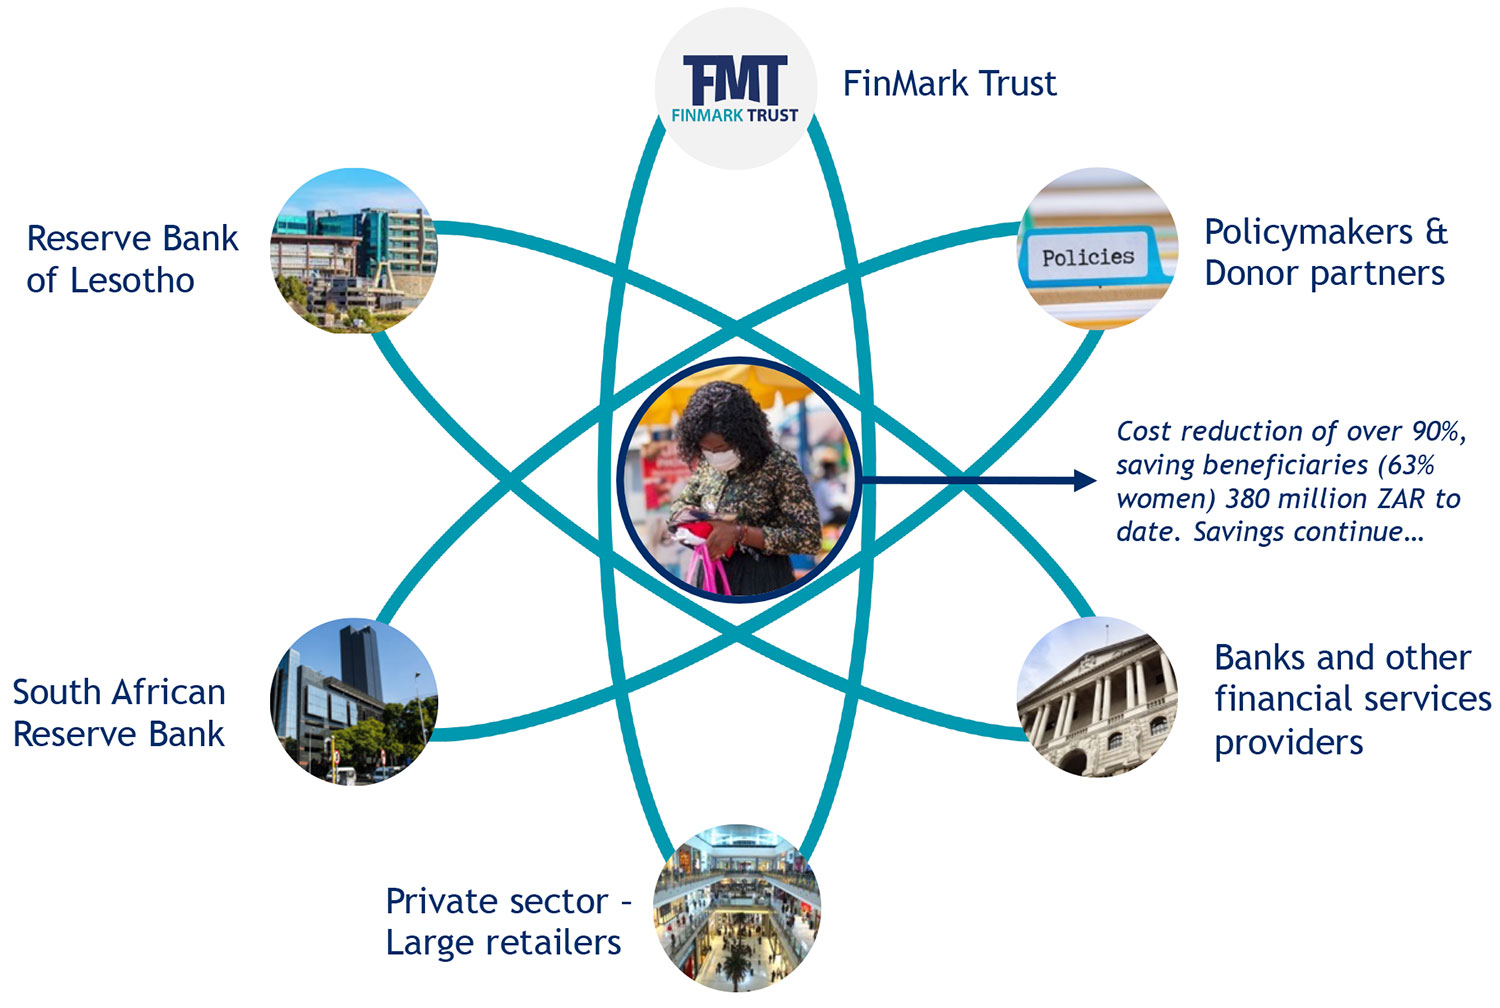 FMT
FINMARK TRUST
FinMark Trust
Reserve Bank
of Lesotho
Policies
Policymakers &
Donor partners
Cost reduction of over 90%,
saving beneficiaries (63%
women) 380 million ZAR to
date. Savings continue…
South African
Reserve Bank
Banks and other
financial services
providers
Private sector –
Large retailers